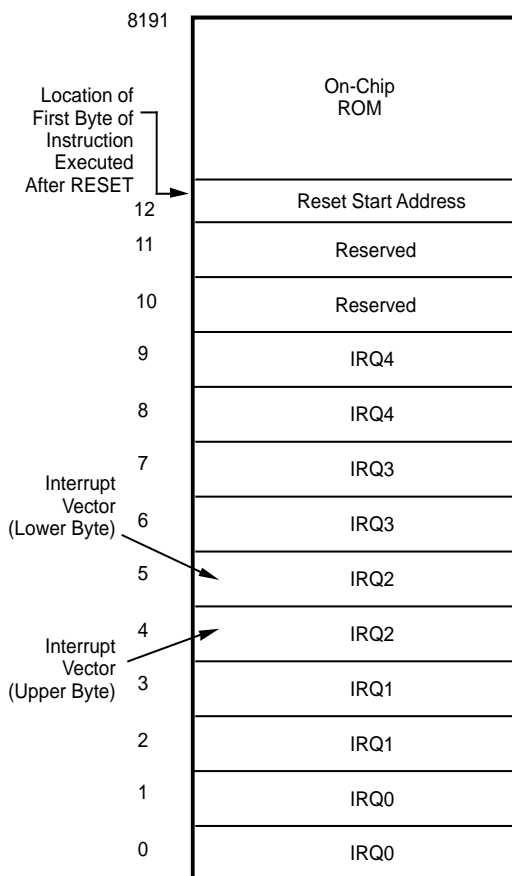 8191
On-Chip
ROM
Location of
First Byte of
Instruction
Executed
After RESET
12
Reset Start Address
11
Reserved
10
Reserved
9
IRQ4
8
IRQ4
7
IRQ3
Interrupt
Vector
(Lower Byte)
6
IRQ3
5
IRQ2
4
IRQ2
Interrupt
Vector
(Upper Byte)
3
IRQ1
2
IRQ1
1
IRQ0
0
IRQ0